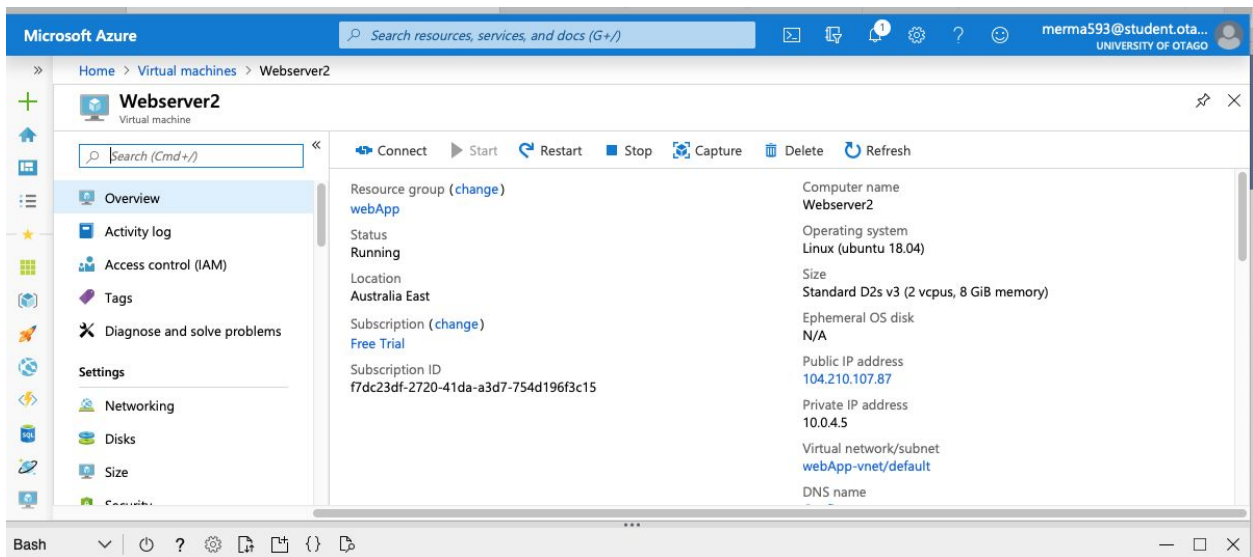 Microsoft Azure
Search resources, services, and docs (G+/)
1
merma593@student.ota...
UNIVERSITY OF OTAGO
Home > Virtual machines > Webserver2
Webserver2
Virtual machine
Search (Cmd+/)
Connect Start Restart Stop Capture Delete Refresh
Overview
Activity log
Access control (IAM)
Tags
Diagnose and solve problems
Settings
Networking
Disks
Size
Security
Resource group (change)
webApp
Status
Running
Location
Australia East
Subscription (change)
Free Trial
Subscription ID
f7dc23df-2720-41da-a3d7-754d196f3c15
Computer name
Webserver2
Operating system
Linux (ubuntu 18.04)
Size
Standard D2s v3 (2 vcpus, 8 GiB memory)
Ephemeral OS disk
N/A
Public IP address
104.210.107.87
Private IP address
10.0.4.5
Virtual network/subnet
webApp-vnet/default
DNS name
SQL
Bash